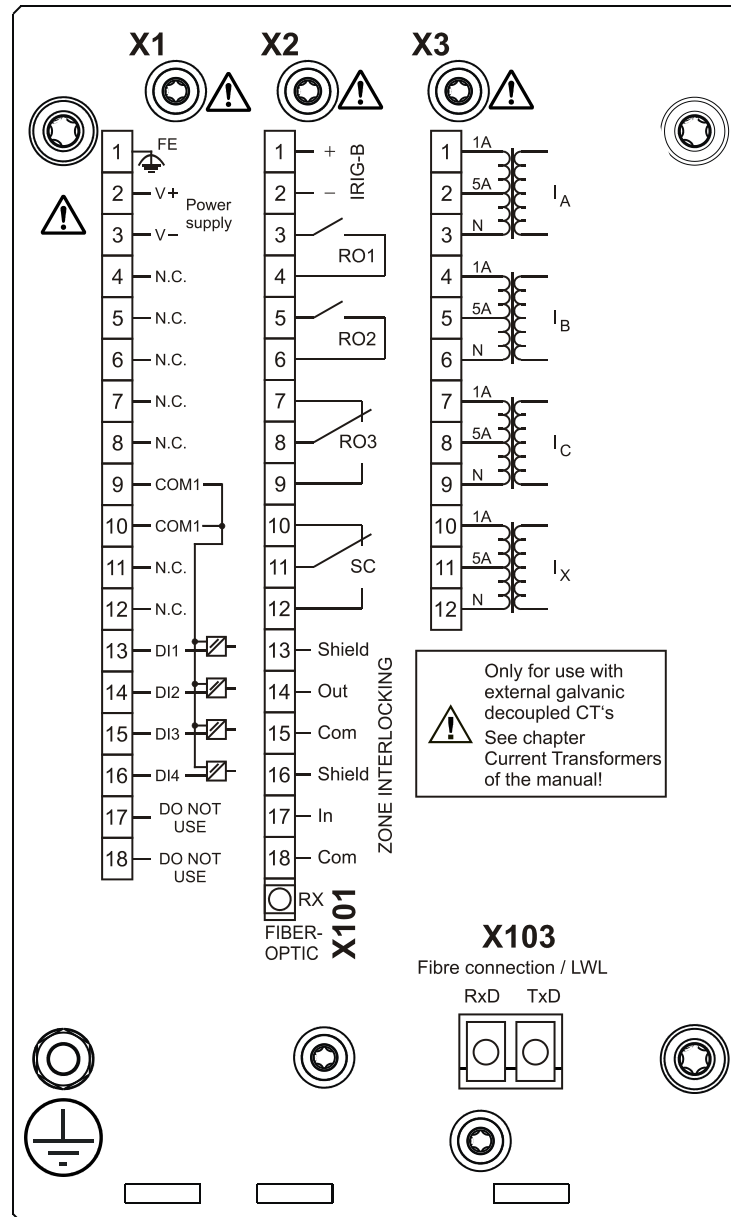 X1
X2
X3
1 FE
2 V+
Power
supply
3 V−
4 N.C.
5 N.C.
6 N.C.
7 N.C.
8 N.C.
9 COM1
10 COM1
11 N.C.
12 N.C.
13 DI1
14 DI2
15 DI3
16 DI4
17 DO NOT
USE
18 DO NOT
USE
1 +
2 −
IRIG-B
3
RO1
4
5
RO2
6
7
8 RO3
9
10
11 SC
12
13 Shield
14 Out
15 Com
16 Shield
17 In
18 Com
ZONE INTERLOCKING
RX
FIBER-
OPTIC
X101
1 1A
2 5A IA
3 N
4 1A
5 5A IB
6 N
7 1A
8 5A IC
9 N
10 1A
11 5A IX
12 N
Only for use with
external galvanic
decoupled CT‘s
See chapter
Current Transformers
of the manual!
X103
Fibre connection / LWL
RxD TxD